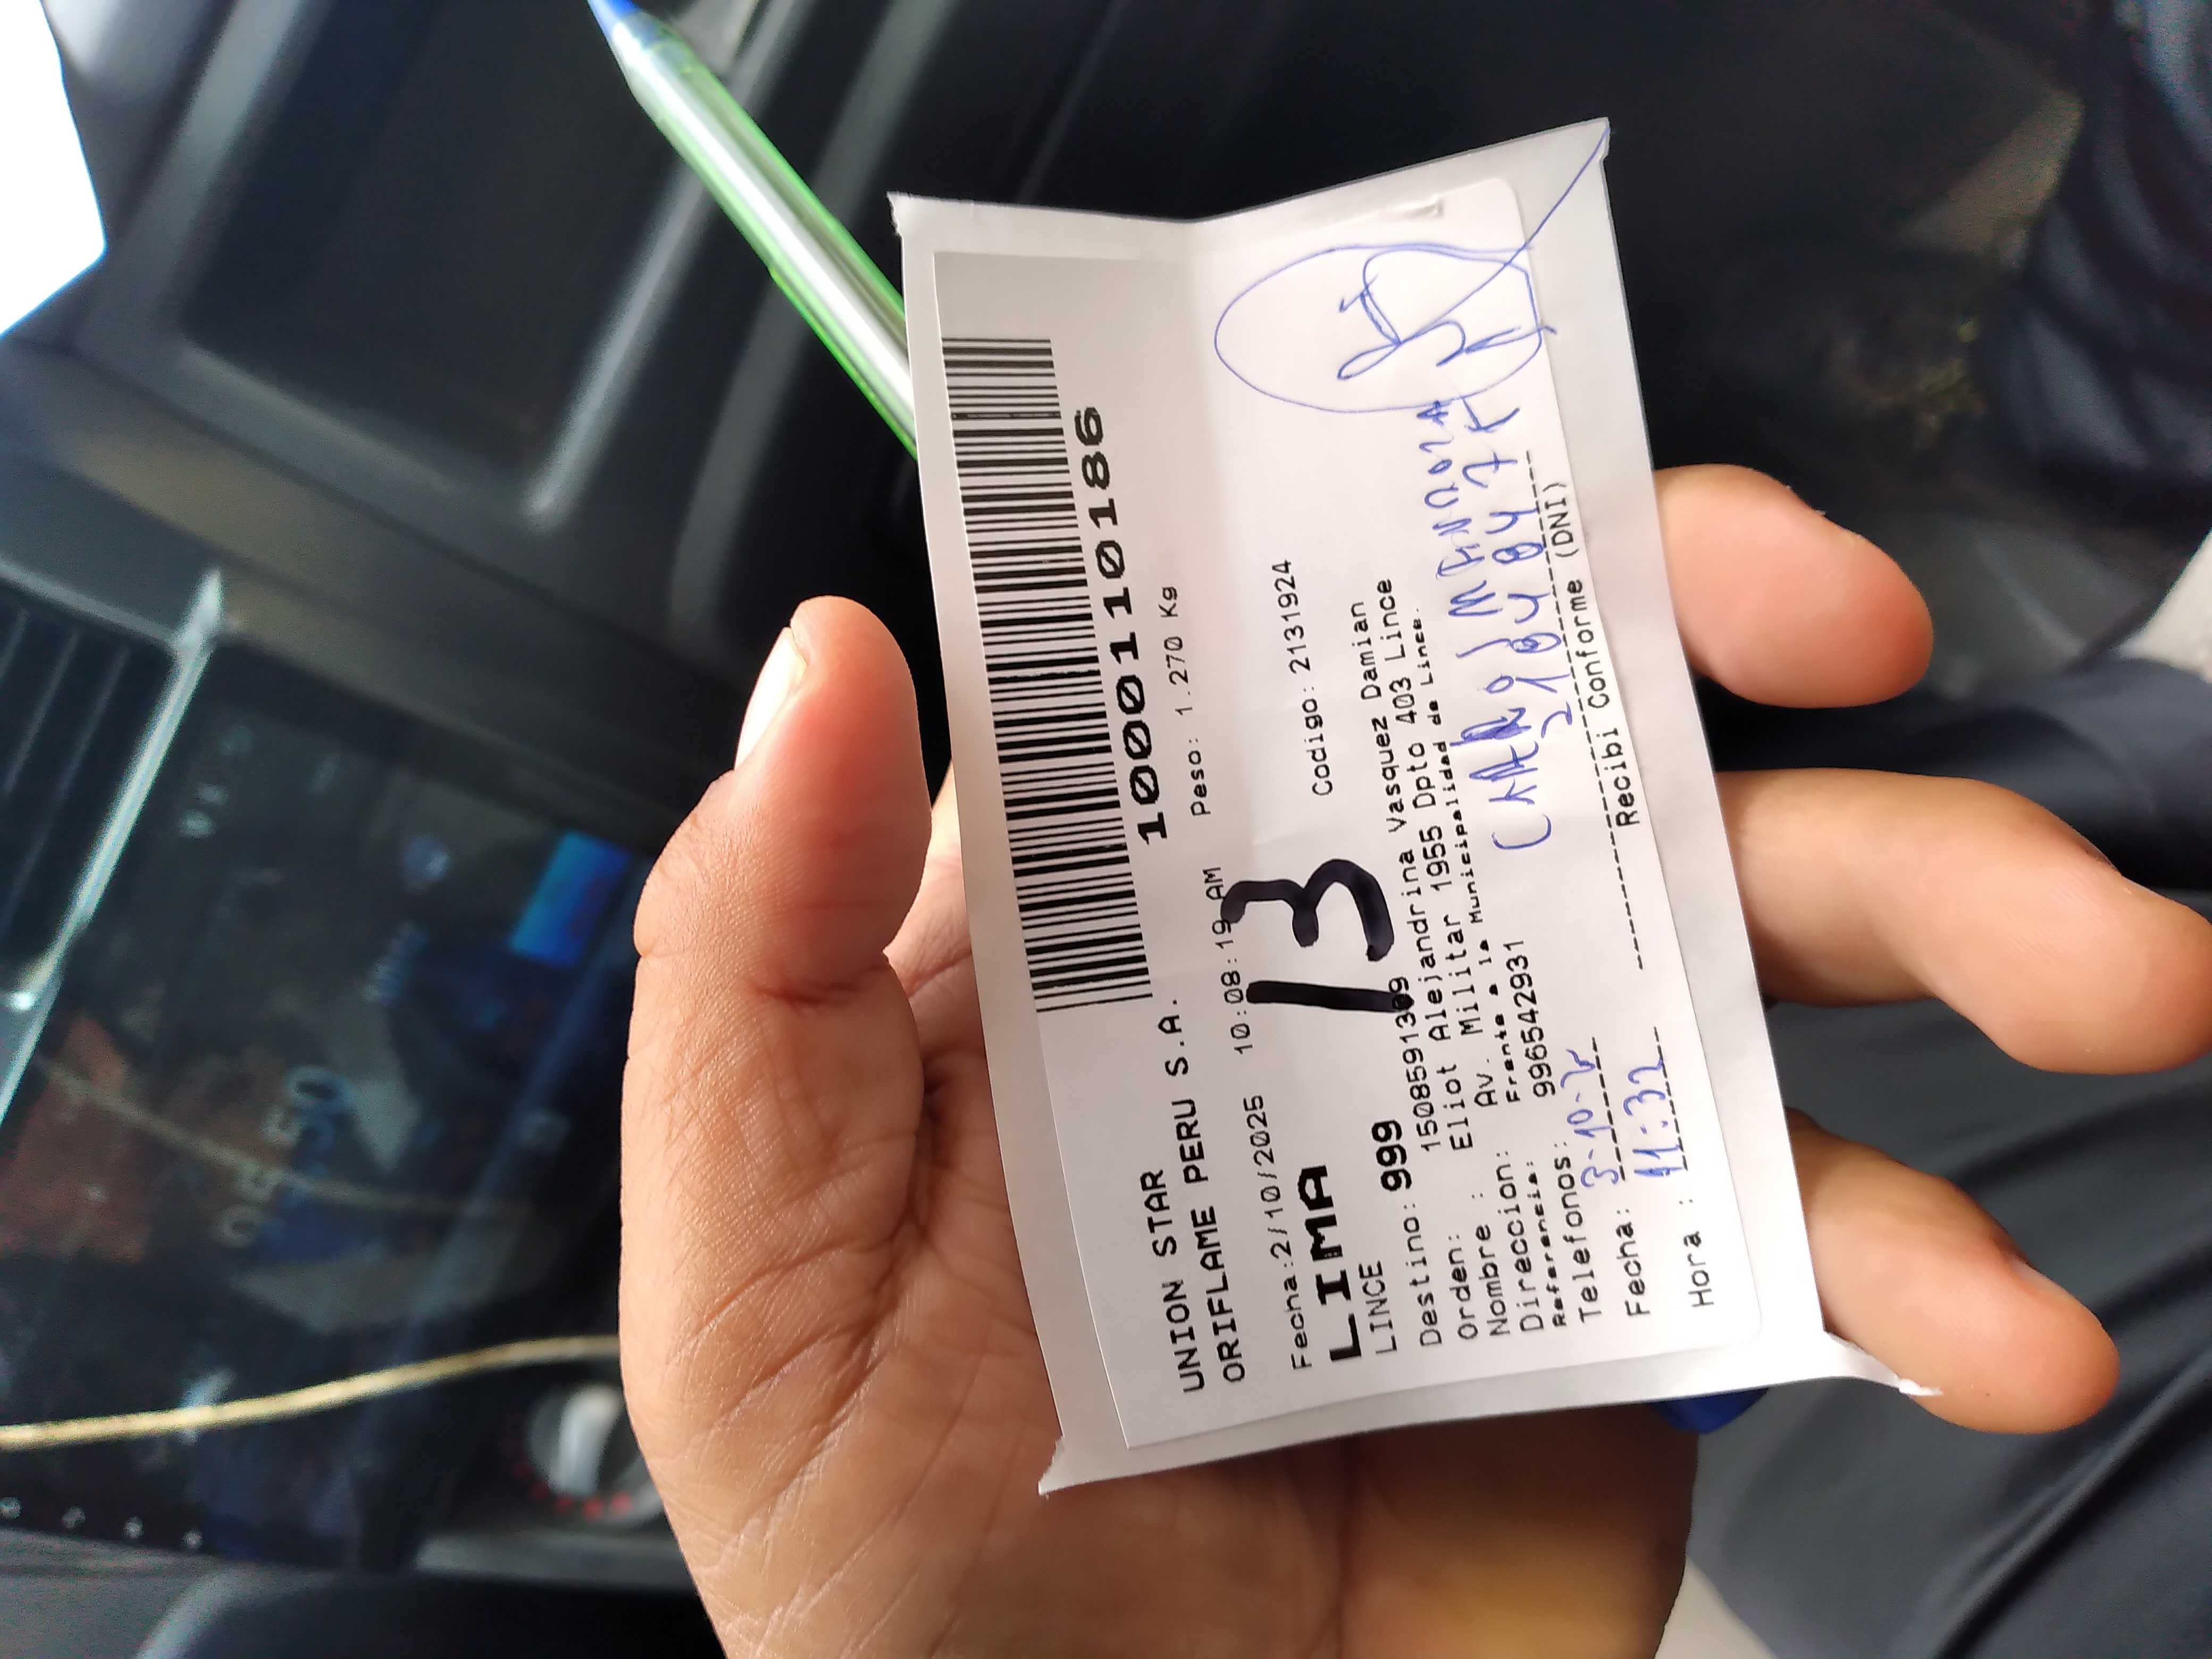 UNION STAR
ORIFLAME PERU S.A.
100011010186
Fecha:2/10/2025 10:08:19 AM Peso: 1.270 Kg
LIMA
13
LINCE
Codigo: 2131924
Destino: 999
Orden: 1508591309
Nombre : Eliot Alejandrina Vasquez Damian
Direccion: Av. Militar 1955 Dpto 403 Lince
Referencia: Frente a la Municipalidad de Lince.
Telefonos: 996542931
Fecha: 3-10-
Hora : 11:32
Recibi Conforme (DNI)